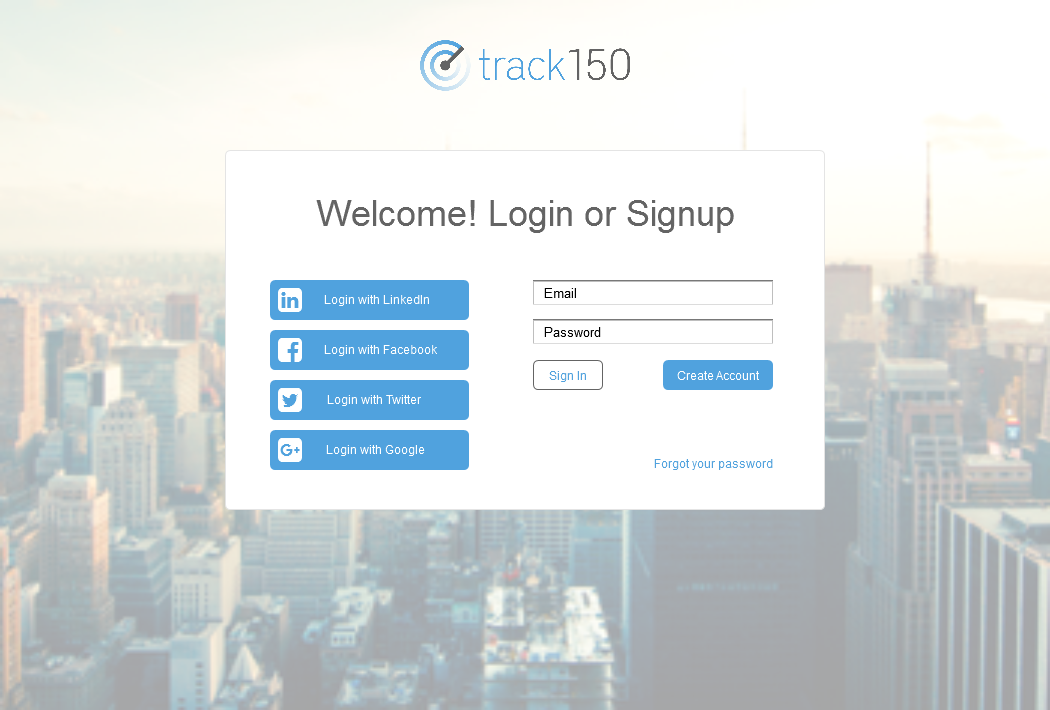 track150
Welcome! Login or Signup
Login with LinkedIn
Login with Facebook
Login with Twitter
Login with Google
Email
Password
Sign In
Create Account
Forgot your password